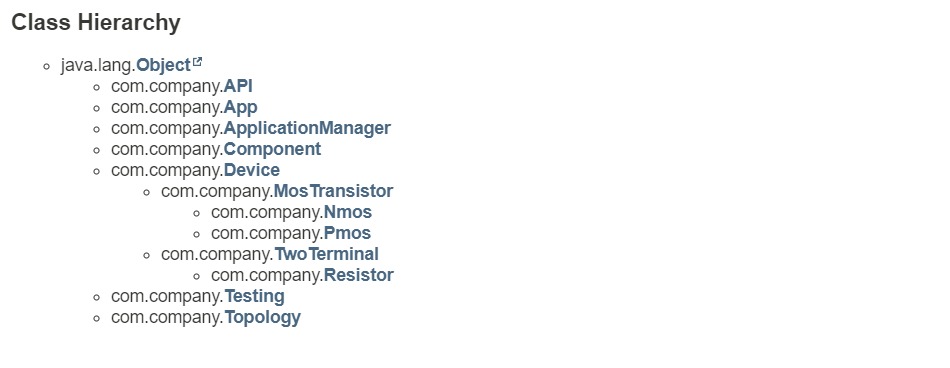 Class Hierarchy
java.lang.Object
com.company.API
com.company.App
com.company.ApplicationManager
com.company.Component
com.company.Device
com.company.MosTransistor
com.company.Nmos
com.company.Pmos
com.company.TwoTerminal
com.company.Resistor
com.company.Testing
com.company.Topology